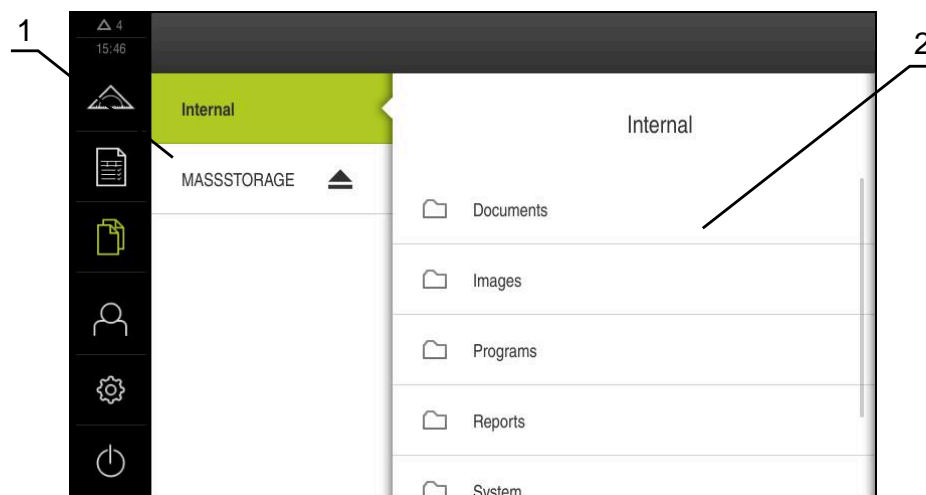 1
2
4
15:46
Internal
MASSSTORAGE
Internal
Documents
Images
Programs
Reports
System